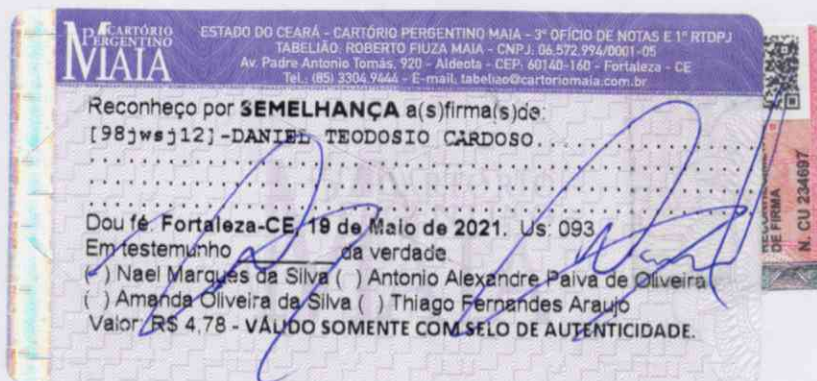 CARTÓRIO
PERGENTINO
MAIA
ESTADO DO CEARÁ - CARTÓRIO PERGENTINO MAIA - 3º OFÍCIO DE NOTAS E 1º RTDPJ
TABELIÃO: ROBERTO FIUZA MAIA - CNPJ: 06.572.994/0001-05
Av. Padre Antonio Tomás, 920 - Aldeota - CEP: 60140-160 - Fortaleza - CE
Tel.: (85) 3304.9444 - E-mail: tabeliao@cartoriomaia.com.br
Reconheço por SEMELHANÇA a(s)firma(s)de:
[98jwsj12]-DANIEL TEODOSIO CARDOSO
Dou fé. Fortaleza-CE, 19 de Maio de 2021. Us: 093
Em testemunho ______ da verdade
( ) Nael Marques da Silva ( ) Antonio Alexandre Paiva de Oliveira
( ) Amanda Oliveira da Silva ( ) Thiago Fernandes Araujo
Valor: R$ 4,78 - VÁLIDO SOMENTE COM SELO DE AUTENTICIDADE.
DE FIRMA
N. CU 234697